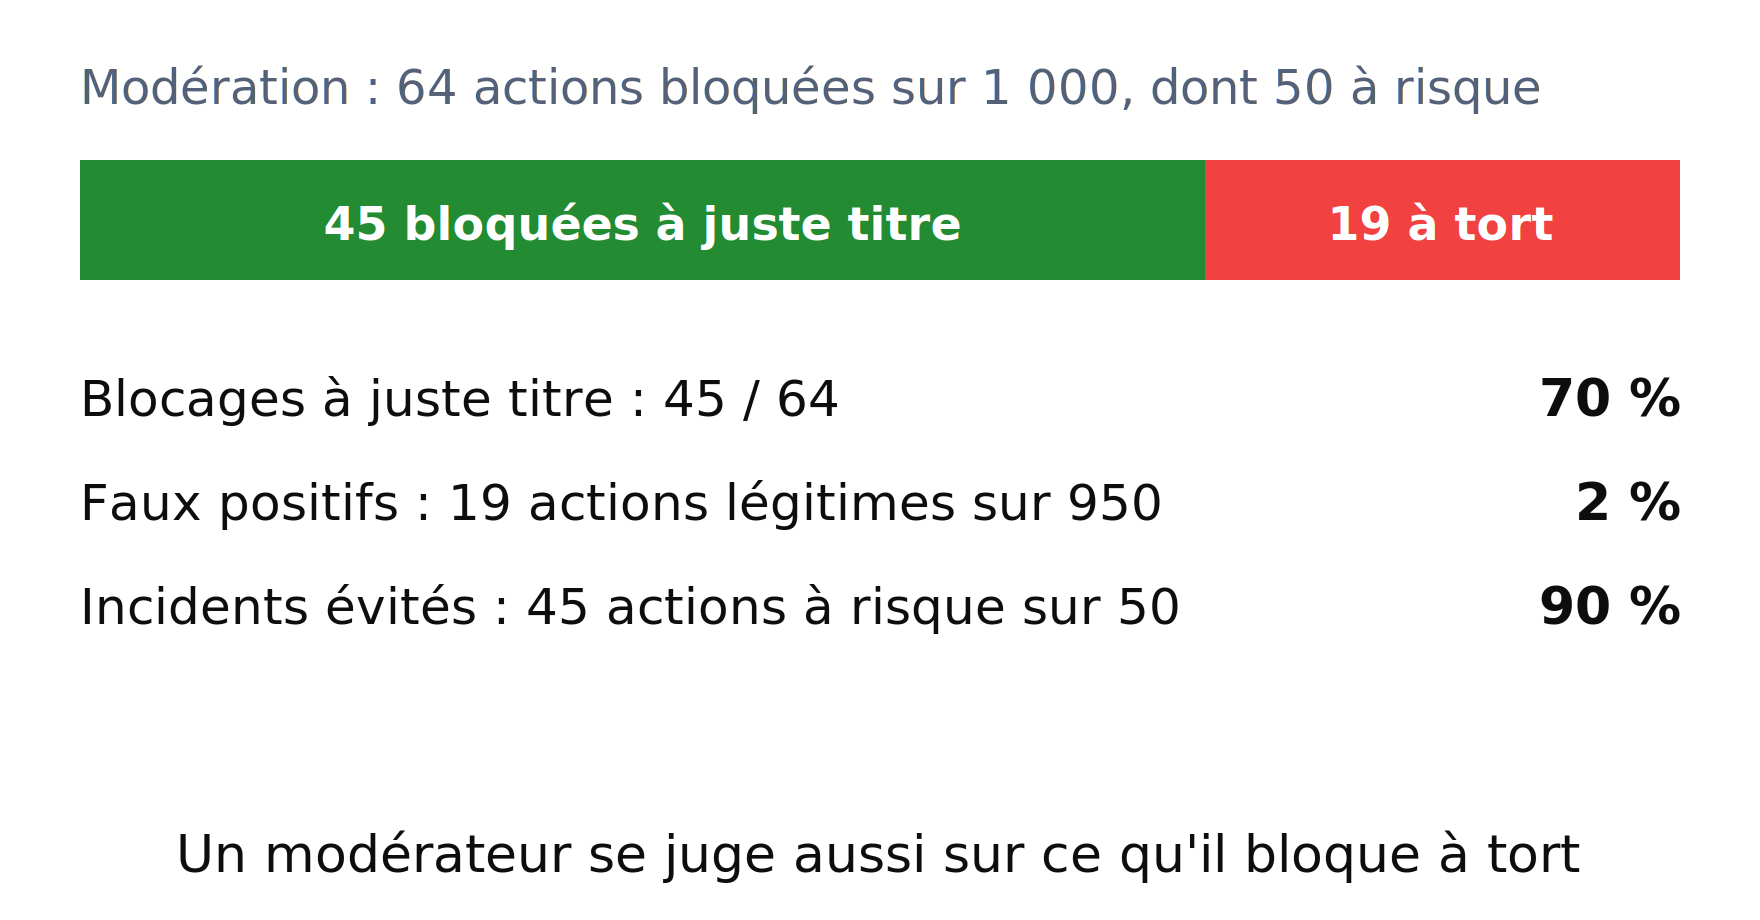 Modération : 64 actions bloquées sur 1 000, dont 50 à risque
45 bloquées à juste titre
19 à tort
Blocages à juste titre : 45 / 64 70 %
Faux positifs : 19 actions légitimes sur 950 2 %
Incidents évités : 45 actions à risque sur 50 90 %
Un modérateur se juge aussi sur ce qu'il bloque à tort